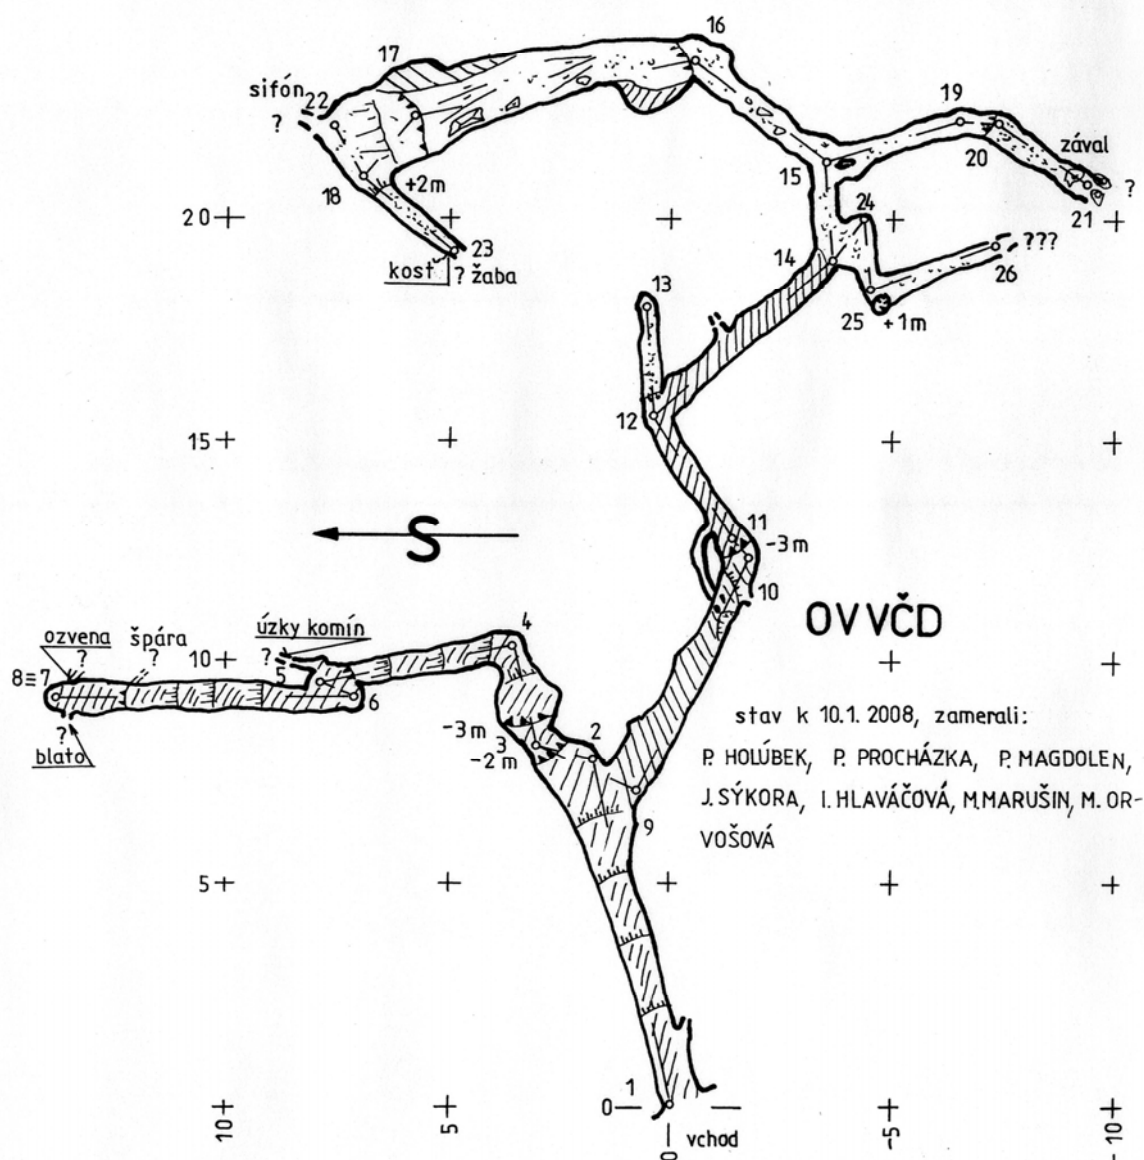 16
17
sifón
22
?
19
20
zával
?
21
15
18
+2m
20
24
14
???
26
23
kosť
? žaba
13
25
+1m
12
15
11
-3m
S
10
OVVČD
úzky komín
4
ozvena
?
špára
?
?
10
5
8≡7
6
?
blato
-3m
3
-2m
2
stav k 10.1. 2008, zamerali:
P. HOLÚBEK, P. PROCHÁZKA, P. MAGDOLEN,
J. SÝKORA, I. HLAVÁČOVÁ, M. MARUŠIN, M. OR-
VOŠOVÁ
9
5
1
0
vchod
10
5
0
-5
-10